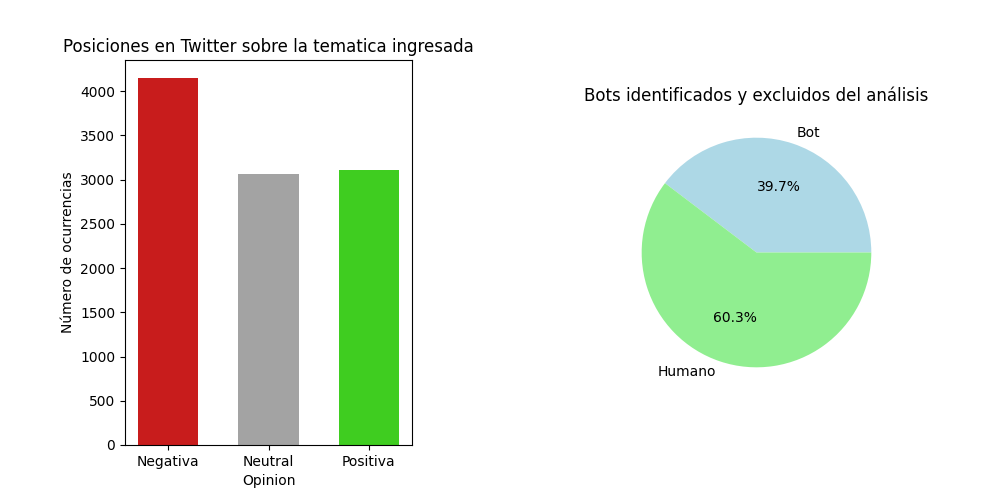 Posiciones en Twitter sobre la tematica ingresada
Número de ocurrencias
4000
3500
3000
2500
2000
1500
1000
500
0
Negativa
Neutral
Positiva
Opinion
Bots identificados y excluidos del análisis
Bot
39.7%
60.3%
Humano